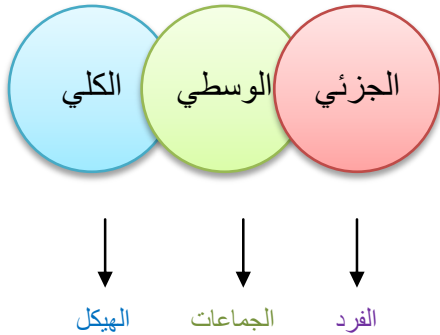 الجزئي
الوسطي
الكلي
الفرد
الجماعات
الهيكل